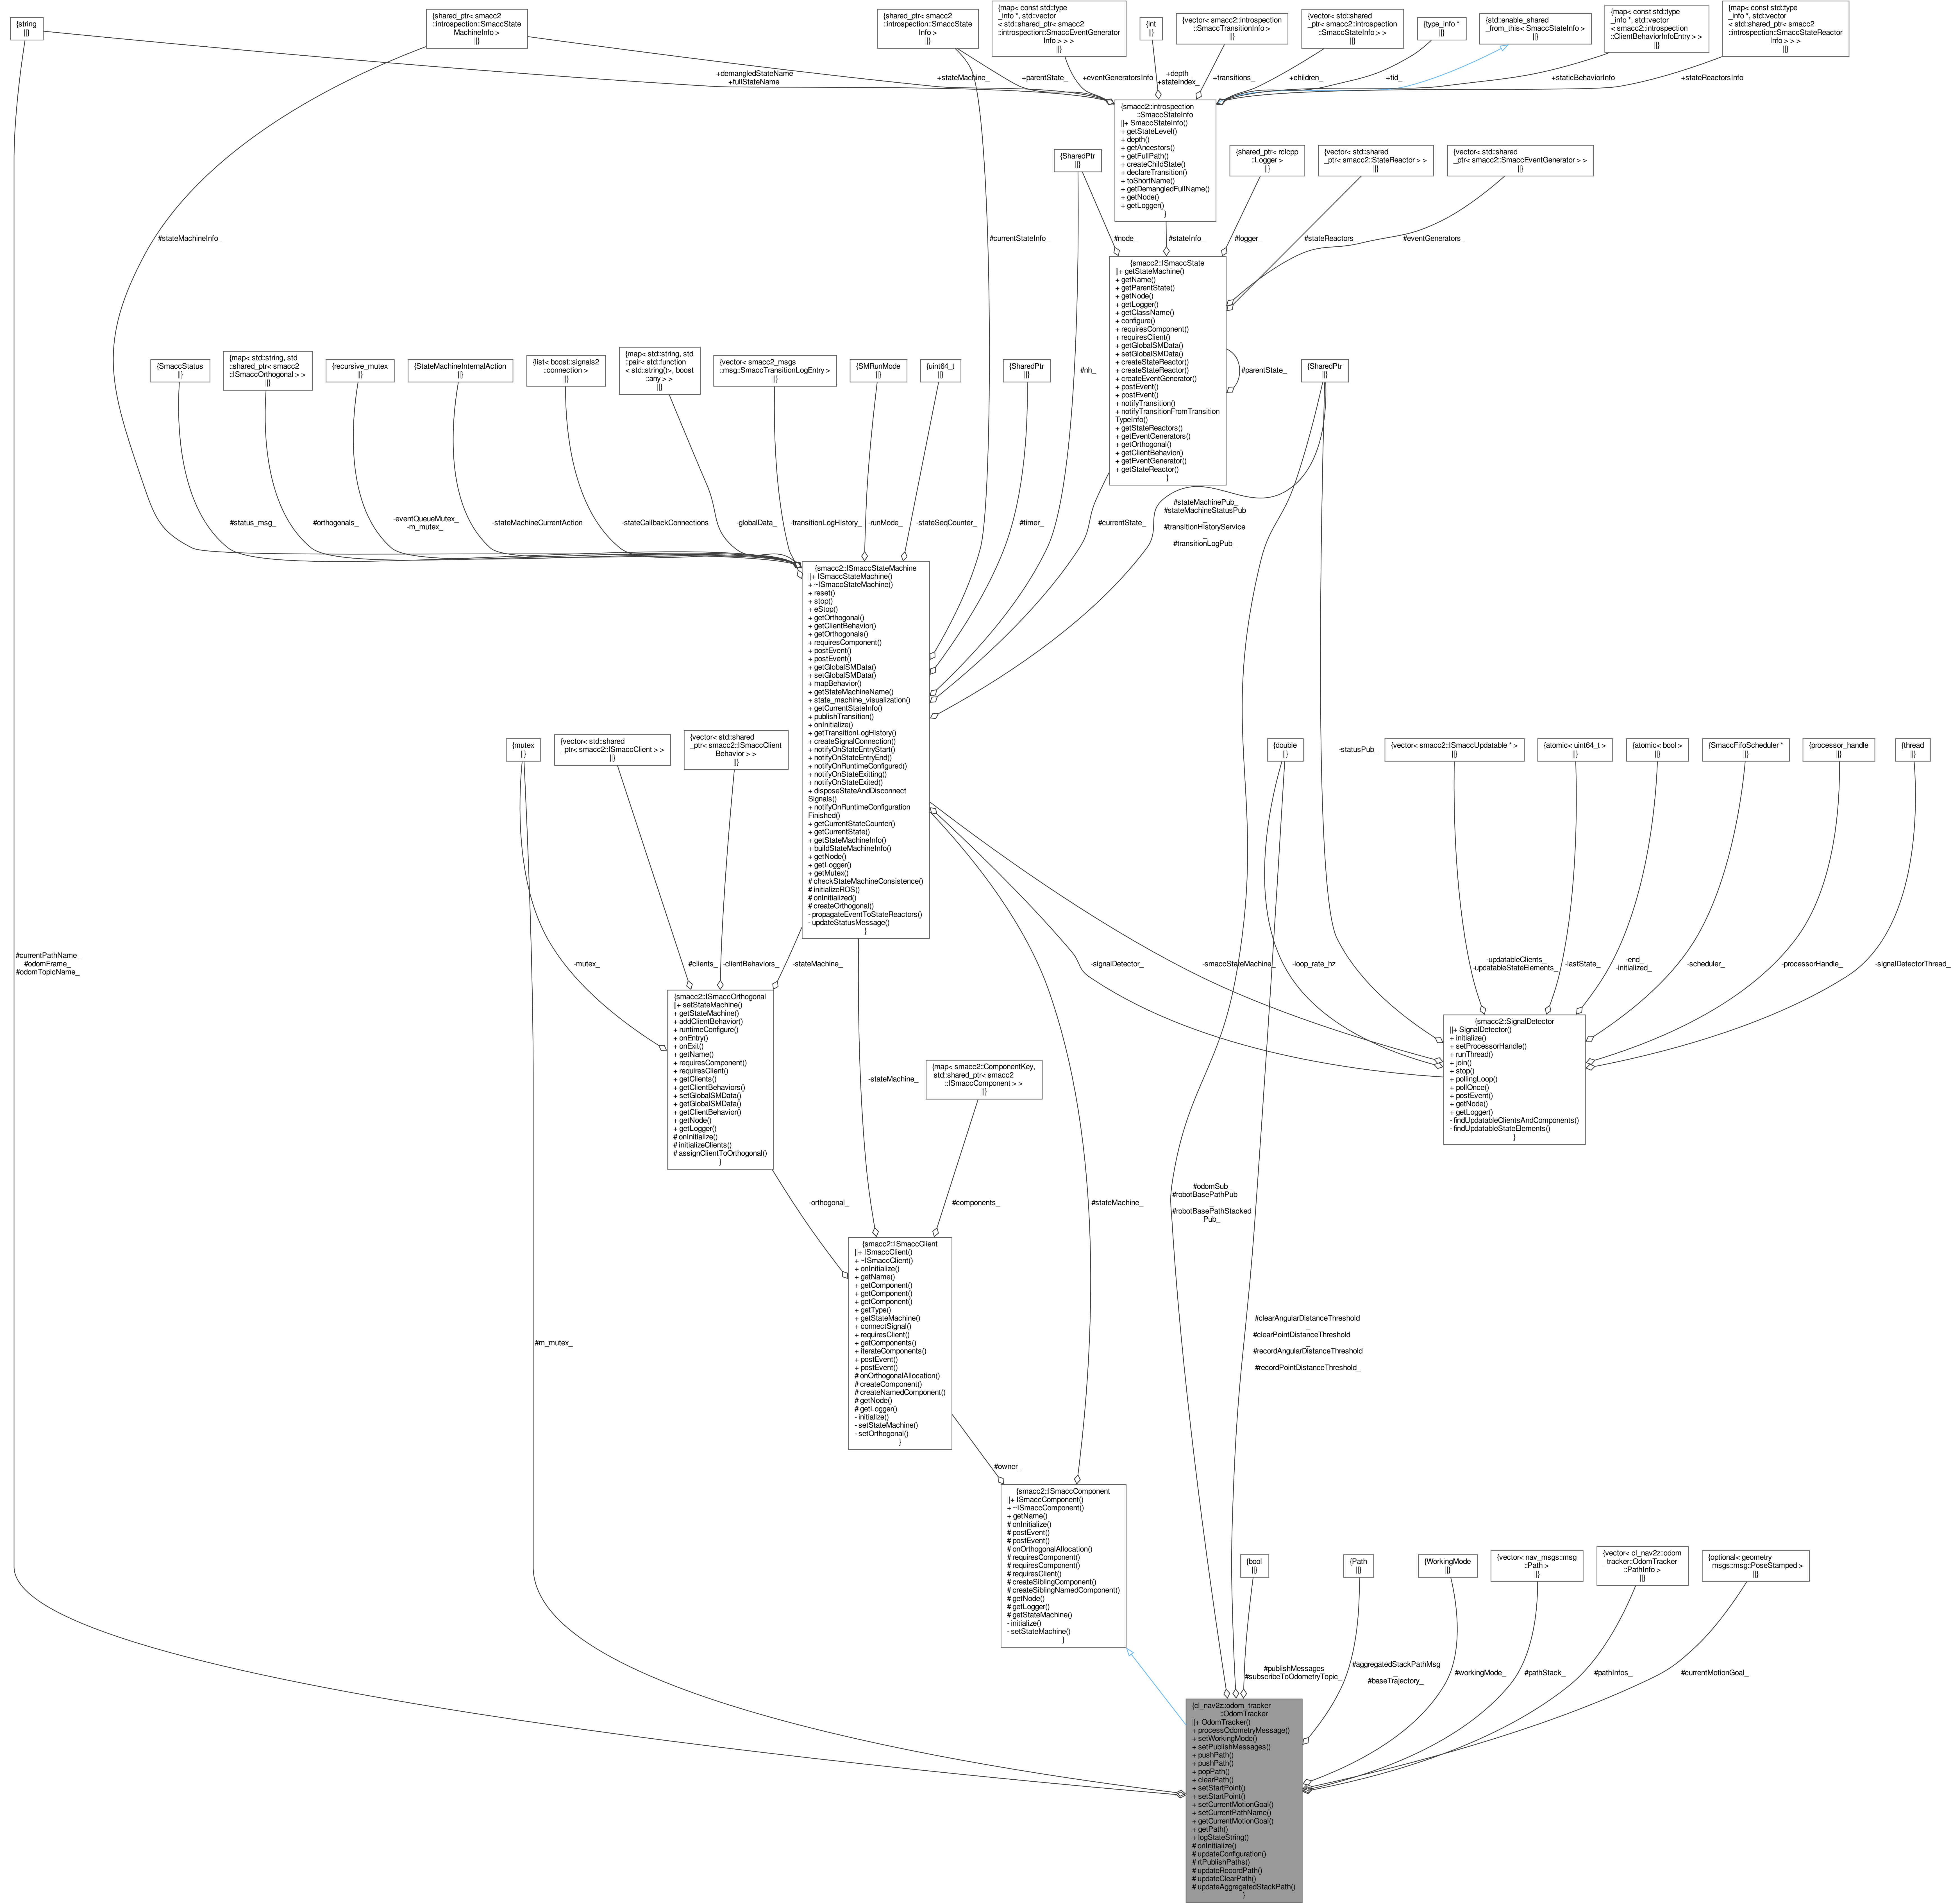 {string
||}
{shared_ptr< smacc2
::introspection::SmaccState
MachineInfo >
||}
{shared_ptr< smacc2
::introspection::SmaccState
Info >
||}
{map< const std::type
_info *, std::vector
< std::shared_ptr< smacc2
::introspection::SmaccEventGenerator
Info > > >
||}
{int
||}
{vector< smacc2::introspection
::SmaccTransitionInfo >
||}
{vector< std::shared
_ptr< smacc2::introspection
::SmaccStateInfo > >
||}
{type_info *
||}
{std::enable_shared
_from_this< SmaccStateInfo >
||}
{map< const std::type
_info *, std::vector
< smacc2::introspection
::ClientBehaviorInfoEntry > >
||}
{map< const std::type
_info *, std::vector
< std::shared_ptr< smacc2
::introspection::SmaccStateReactor
Info > > >
||}
+demangledStateName
+fullStateName
+stateMachine_
+parentState_
+eventGeneratorsInfo
+depth_
+stateIndex_
+transitions_
+children_
+tid_
+staticBehaviorInfo
+stateReactorsInfo
{smacc2::introspection
::SmaccStateInfo
||+ SmaccStateInfo()
+ getStateLevel()
+ depth()
+ getAncestors()
+ getFullPath()
+ createChildState()
+ declareTransition()
+ toShortName()
+ getDemangledFullName()
+ getNode()
+ getLogger()
}
{SharedPtr
||}
{shared_ptr< rclcpp
::Logger >
||}
{vector< std::shared
_ptr< smacc2::StateReactor > >
||}
{vector< std::shared
_ptr< smacc2::SmaccEventGenerator > >
||}
#stateMachineInfo_
#currentStateInfo_
#node_
#stateInfo_
#logger_
#stateReactors_
#eventGenerators_
{smacc2::ISmaccState
||+ getStateMachine()
+ getName()
+ getParentState()
+ getNode()
+ getLogger()
+ getClassName()
+ configure()
+ requiresComponent()
+ requiresClient()
+ getGlobalSMData()
+ setGlobalSMData()
+ createStateReactor()
+ createStateReactor()
+ createEventGenerator()
+ postEvent()
+ postEvent()
+ notifyTransition()
+ notifyTransitionFromTransition
TypeInfo()
+ getStateReactors()
+ getEventGenerators()
+ getOrthogonal()
+ getClientBehavior()
+ getEventGenerator()
+ getStateReactor()
}
#parentState_
{SmaccStatus
||}
{map< std::string, std
::shared_ptr< smacc2
::ISmaccOrthogonal > >
||}
{recursive_mutex
||}
{StateMachineInternalAction
||}
{list< boost::signals2
::connection >
||}
{map< std::string, std
::pair< std::function
< std::string()>, boost
::any > >
||}
{vector< smacc2_msgs
::msg::SmaccTransitionLogEntry >
||}
{SMRunMode
||}
{uint64_t
||}
{SharedPtr
||}
#nh_
{SharedPtr
||}
#status_msg_
#orthogonals_
-eventQueueMutex_
-m_mutex_
-stateMachineCurrentAction
-stateCallbackConnections
-globalData_
-transitionLogHistory_
-runMode_
-stateSeqCounter_
#timer_
#currentState_
#stateMachinePub_
#stateMachineStatusPub
_
#transitionHistoryService
_
#transitionLogPub_
{smacc2::ISmaccStateMachine
||+ ISmaccStateMachine()
+ ~ISmaccStateMachine()
+ reset()
+ stop()
+ eStop()
+ getOrthogonal()
+ getClientBehavior()
+ getOrthogonals()
+ requiresComponent()
+ postEvent()
+ postEvent()
+ getGlobalSMData()
+ setGlobalSMData()
+ mapBehavior()
+ getStateMachineName()
+ state_machine_visualization()
+ getCurrentStateInfo()
+ publishTransition()
+ onInitialize()
+ getTransitionLogHistory()
+ createSignalConnection()
+ notifyOnStateEntryStart()
+ notifyOnStateEntryEnd()
+ notifyOnRuntimeConfigured()
+ notifyOnStateExitting()
+ notifyOnStateExited()
+ disposeStateAndDisconnect
Signals()
+ notifyOnRuntimeConfiguration
Finished()
+ getCurrentStateCounter()
+ getCurrentState()
+ getStateMachineInfo()
+ buildStateMachineInfo()
+ getNode()
+ getLogger()
+ getMutex()
# checkStateMachineConsistence()
# initializeROS()
# onInitialized()
# createOrthogonal()
- propagateEventToStateReactors()
- updateStatusMessage()
}
{mutex
||}
{vector< std::shared
_ptr< smacc2::ISmaccClient > >
||}
{vector< std::shared
_ptr< smacc2::ISmaccClient
Behavior > >
||}
{double
||}
-statusPub_
{vector< smacc2::ISmaccUpdatable * >
||}
{atomic< uint64_t >
||}
{atomic< bool >
||}
{SmaccFifoScheduler *
||}
{processor_handle
||}
{thread
||}
#currentPathName_
#odomFrame_
#odomTopicName_
-mutex_
#clients_
-clientBehaviors_
-stateMachine_
-signalDetector_
-smaccStateMachine_
-loop_rate_hz
-updatableClients_
-updatableStateElements_
-lastState_
-end_
-initialized_
-scheduler_
-processorHandle_
-signalDetectorThread_
{smacc2::ISmaccOrthogonal
||+ setStateMachine()
+ getStateMachine()
+ addClientBehavior()
+ runtimeConfigure()
+ onEntry()
+ onExit()
+ getName()
+ requiresComponent()
+ requiresClient()
+ getClients()
+ getClientBehaviors()
+ setGlobalSMData()
+ getGlobalSMData()
+ getClientBehavior()
+ getNode()
+ getLogger()
# onInitialize()
# initializeClients()
# assignClientToOrthogonal()
}
{smacc2::SignalDetector
||+ SignalDetector()
+ initialize()
+ setProcessorHandle()
+ runThread()
+ join()
+ stop()
+ pollingLoop()
+ pollOnce()
+ postEvent()
+ getNode()
+ getLogger()
- findUpdatableClientsAndComponents()
- findUpdatableStateElements()
}
-stateMachine_
{map< smacc2::ComponentKey,
std::shared_ptr< smacc2
::ISmaccComponent > >
||}
-orthogonal_
#components_
#stateMachine_
#odomSub_
#robotBasePathPub
_
#robotBasePathStacked
Pub_
{smacc2::ISmaccClient
||+ ISmaccClient()
+ ~ISmaccClient()
+ onInitialize()
+ getName()
+ getComponent()
+ getComponent()
+ getComponent()
+ getType()
+ getStateMachine()
+ connectSignal()
+ requiresClient()
+ getComponents()
+ iterateComponents()
+ postEvent()
+ postEvent()
# onOrthogonalAllocation()
# createComponent()
# createNamedComponent()
# getNode()
# getLogger()
- initialize()
- setStateMachine()
- setOrthogonal()
}
#m_mutex_
#clearAngularDistanceThreshold
_
#clearPointDistanceThreshold
_
#recordAngularDistanceThreshold
_
#recordPointDistanceThreshold_
#owner_
{smacc2::ISmaccComponent
||+ ISmaccComponent()
+ ~ISmaccComponent()
+ getName()
# onInitialize()
# postEvent()
# postEvent()
# onOrthogonalAllocation()
# requiresComponent()
# requiresComponent()
# requiresClient()
# createSiblingComponent()
# createSiblingNamedComponent()
# getNode()
# getLogger()
# getStateMachine()
- initialize()
- setStateMachine()
}
{bool
||}
{Path
||}
{WorkingMode
||}
{vector< nav_msgs::msg
::Path >
||}
{vector< cl_nav2z::odom
_tracker::OdomTracker
::PathInfo >
||}
{optional< geometry
_msgs::msg::PoseStamped >
||}
#publishMessages
#subscribeToOdometryTopic_
#aggregatedStackPathMsg
_
#baseTrajectory_
#workingMode_
#pathStack_
#pathInfos_
#currentMotionGoal_
{cl_nav2z::odom_tracker
::OdomTracker
||+ OdomTracker()
+ processOdometryMessage()
+ setWorkingMode()
+ setPublishMessages()
+ pushPath()
+ pushPath()
+ popPath()
+ clearPath()
+ setStartPoint()
+ setStartPoint()
+ setCurrentMotionGoal()
+ setCurrentPathName()
+ getCurrentMotionGoal()
+ getPath()
+ logStateString()
# onInitialize()
# updateConfiguration()
# rtPublishPaths()
# updateRecordPath()
# updateClearPath()
# updateAggregatedStackPath()
}